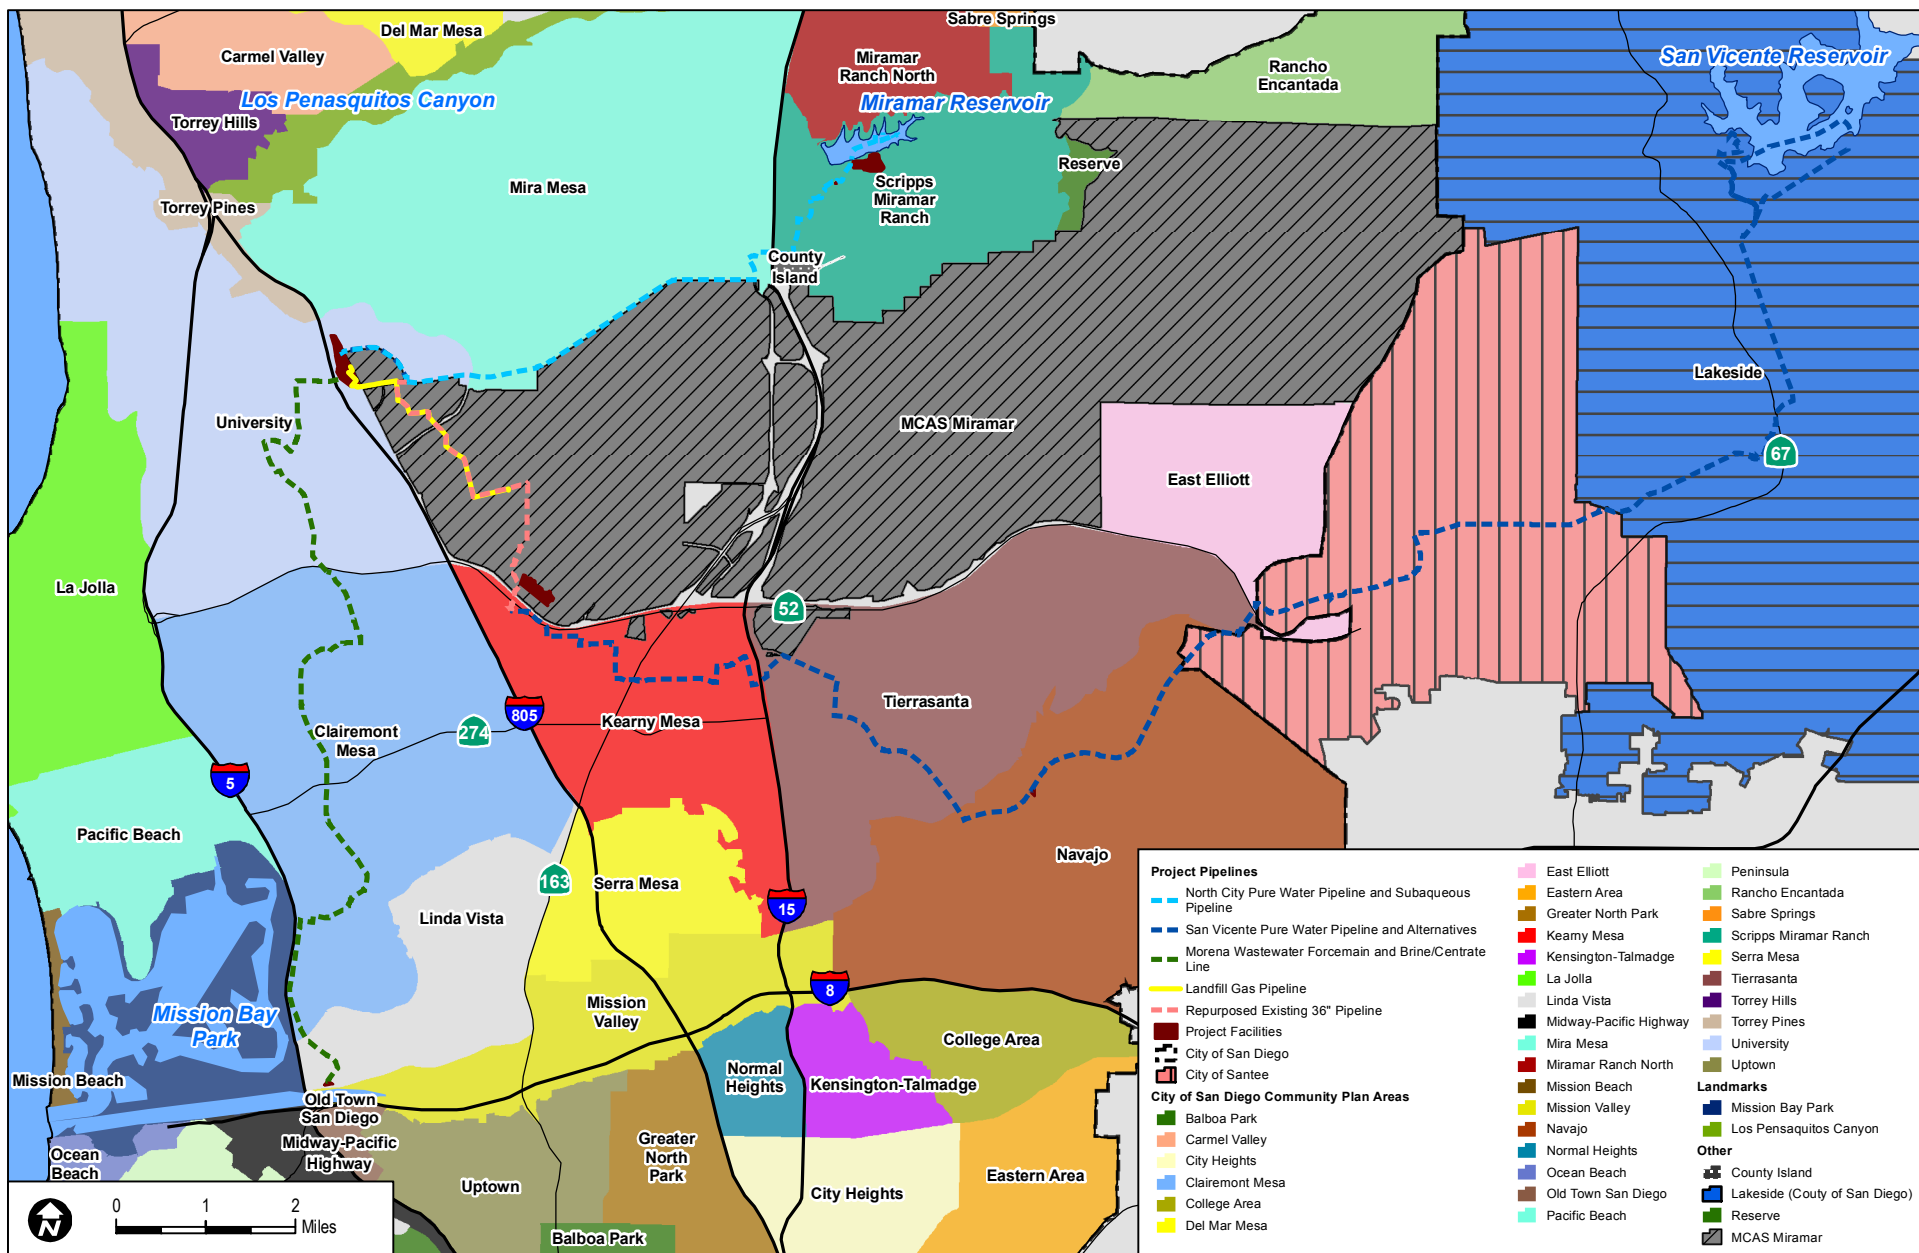 Sabre Springs
Del Mar Mesa
Carmel Valley
Miramar
Ranch North
Rancho
Encantada
San Vicente Reservoir
Los Penasquitos Canyon
Miramar Reservoir
Torrey Hills
Reserve
Mira Mesa
Scripps
Miramar
Ranch
Torrey Pines
County
Island
Lakeside
University
MCAS Miramar
67
East Elliott
La Jolla
52
Tierrasanta
805
Kearny Mesa
274
Clairemont
Mesa
5
Pacific Beach
Navajo
163
Serra Mesa
15
Linda Vista
8
Mission
Valley
Mission Bay
Park
College Area
Normal
Heights
Kensington-Talmadge
Mission Beach
Old Town
San Diego
Midway-Pacific
Highway
Ocean
Beach
Greater
North
Park
Uptown
City Heights
Eastern Area
Balboa Park
N
0 1 2
Miles
Project Pipelines
North City Pure Water Pipeline and Subaqueous
Pipeline
San Vicente Pure Water Pipeline and Alternatives
Morena Wastewater Forcemain and Brine/Centrate
Line
Landfill Gas Pipeline
Repurposed Existing 36" Pipeline
Project Facilities
City of San Diego
City of Santee
City of San Diego Community Plan Areas
Balboa Park
Carmel Valley
City Heights
Clairemont Mesa
College Area
Del Mar Mesa
East Elliott
Eastern Area
Greater North Park
Kearny Mesa
Kensington-Talmadge
La Jolla
Linda Vista
Midway-Pacific Highway
Mira Mesa
Miramar Ranch North
Mission Beach
Mission Valley
Navajo
Normal Heights
Ocean Beach
Old Town San Diego
Pacific Beach
Peninsula
Rancho Encantada
Sabre Springs
Scripps Miramar Ranch
Serra Mesa
Tierrasanta
Torrey Hills
Torrey Pines
University
Uptown
Landmarks
Mission Bay Park
Los Pensaquitos Canyon
Other
County Island
Lakeside (Couty of San Diego)
Reserve
MCAS Miramar